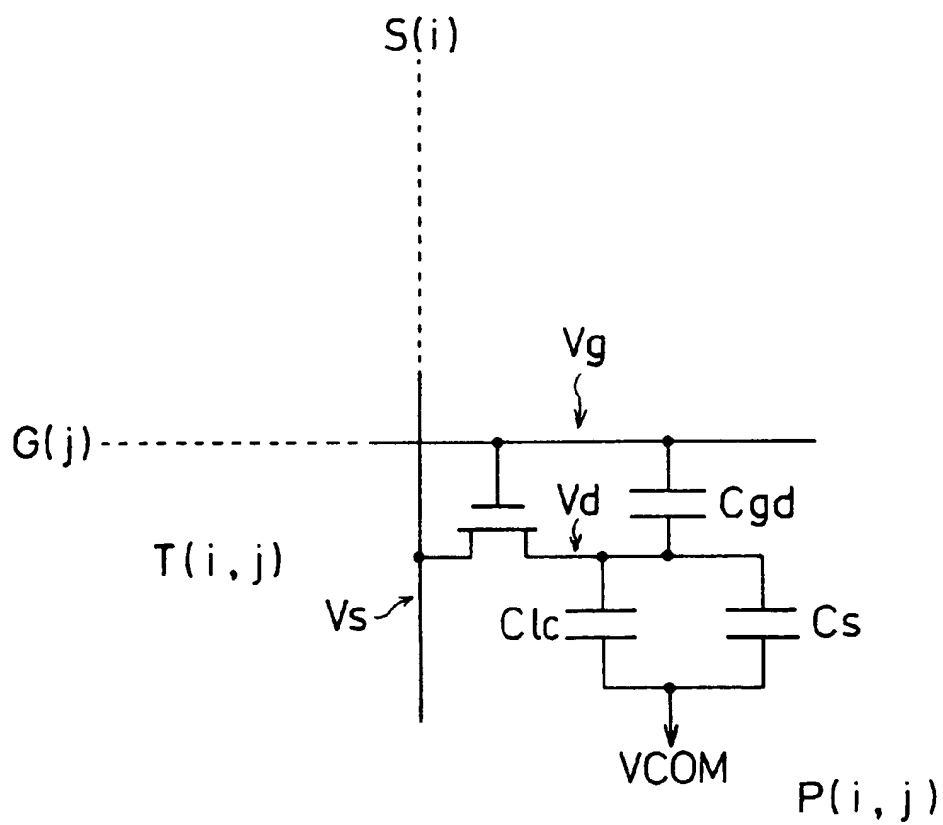 S(i)
Vg
G(j)
Vd
Cgd
T(i,j)
Vs
Clc
Cs
VCOM
P(i,j)